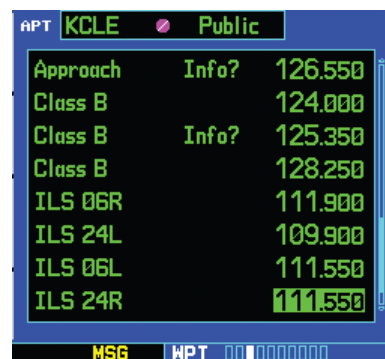 APT KCLE Public
Approach Info? 126.550
Class B 124.000
Class B Info? 125.350
Class B 128.250
ILS 06R 111.900
ILS 24L 109.900
ILS 06L 111.550
ILS 24R 111.550
MSG WPT